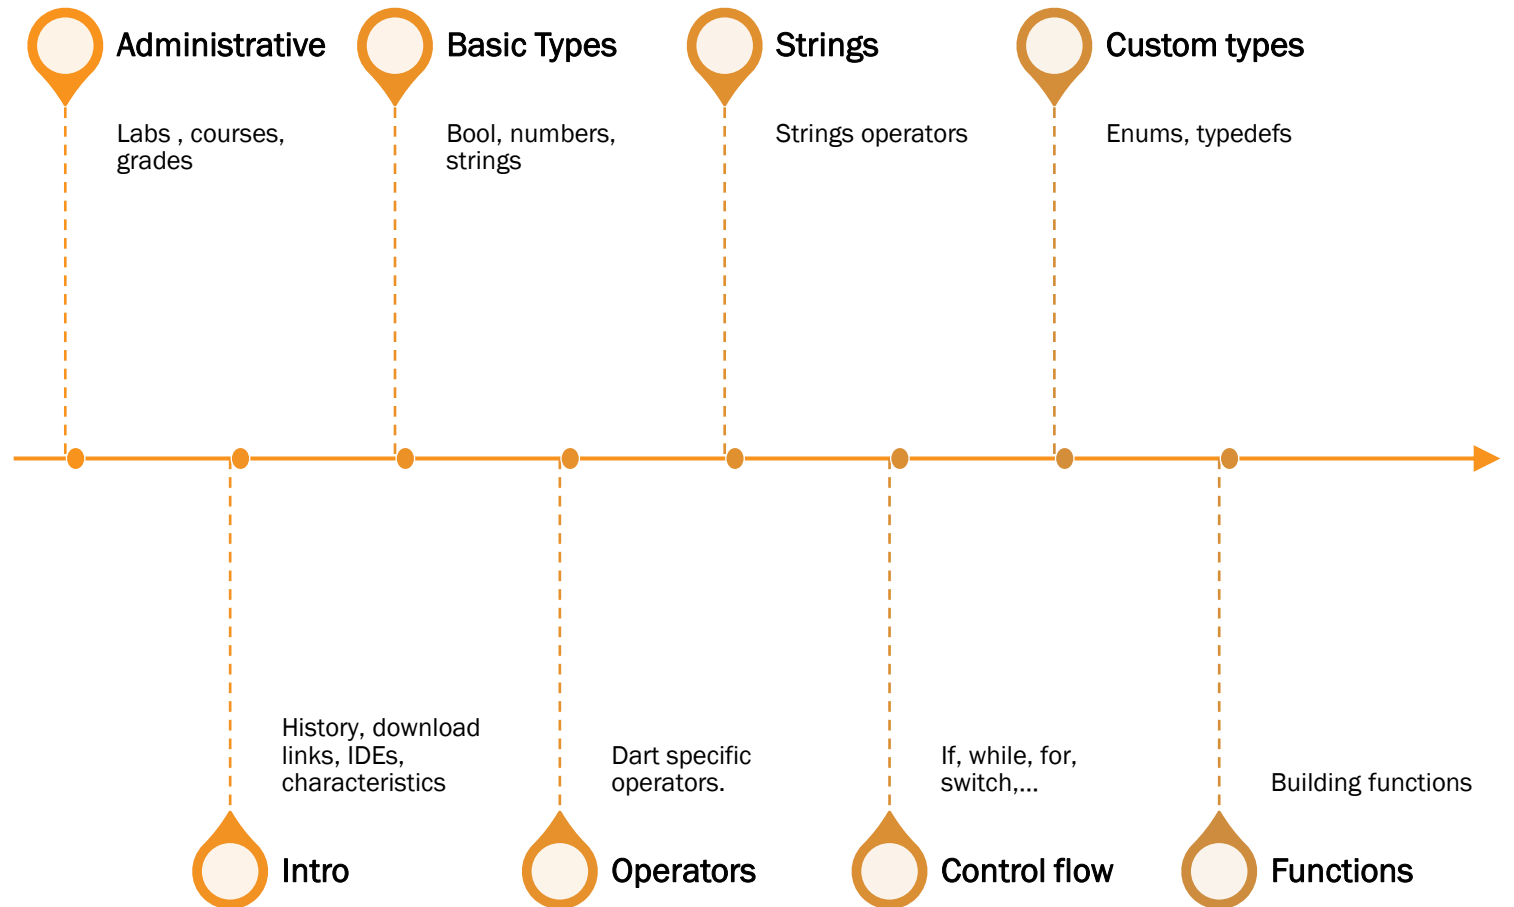 Administrative
Labs , courses,
grades
Basic Types
Bool, numbers,
strings
Strings
Strings operators
Custom types
Enums, typedefs
History, download
links, IDEs,
characteristics
Intro
Dart specific
operators.
Operators
If, while, for,
switch,...
Control flow
Building functions
Functions